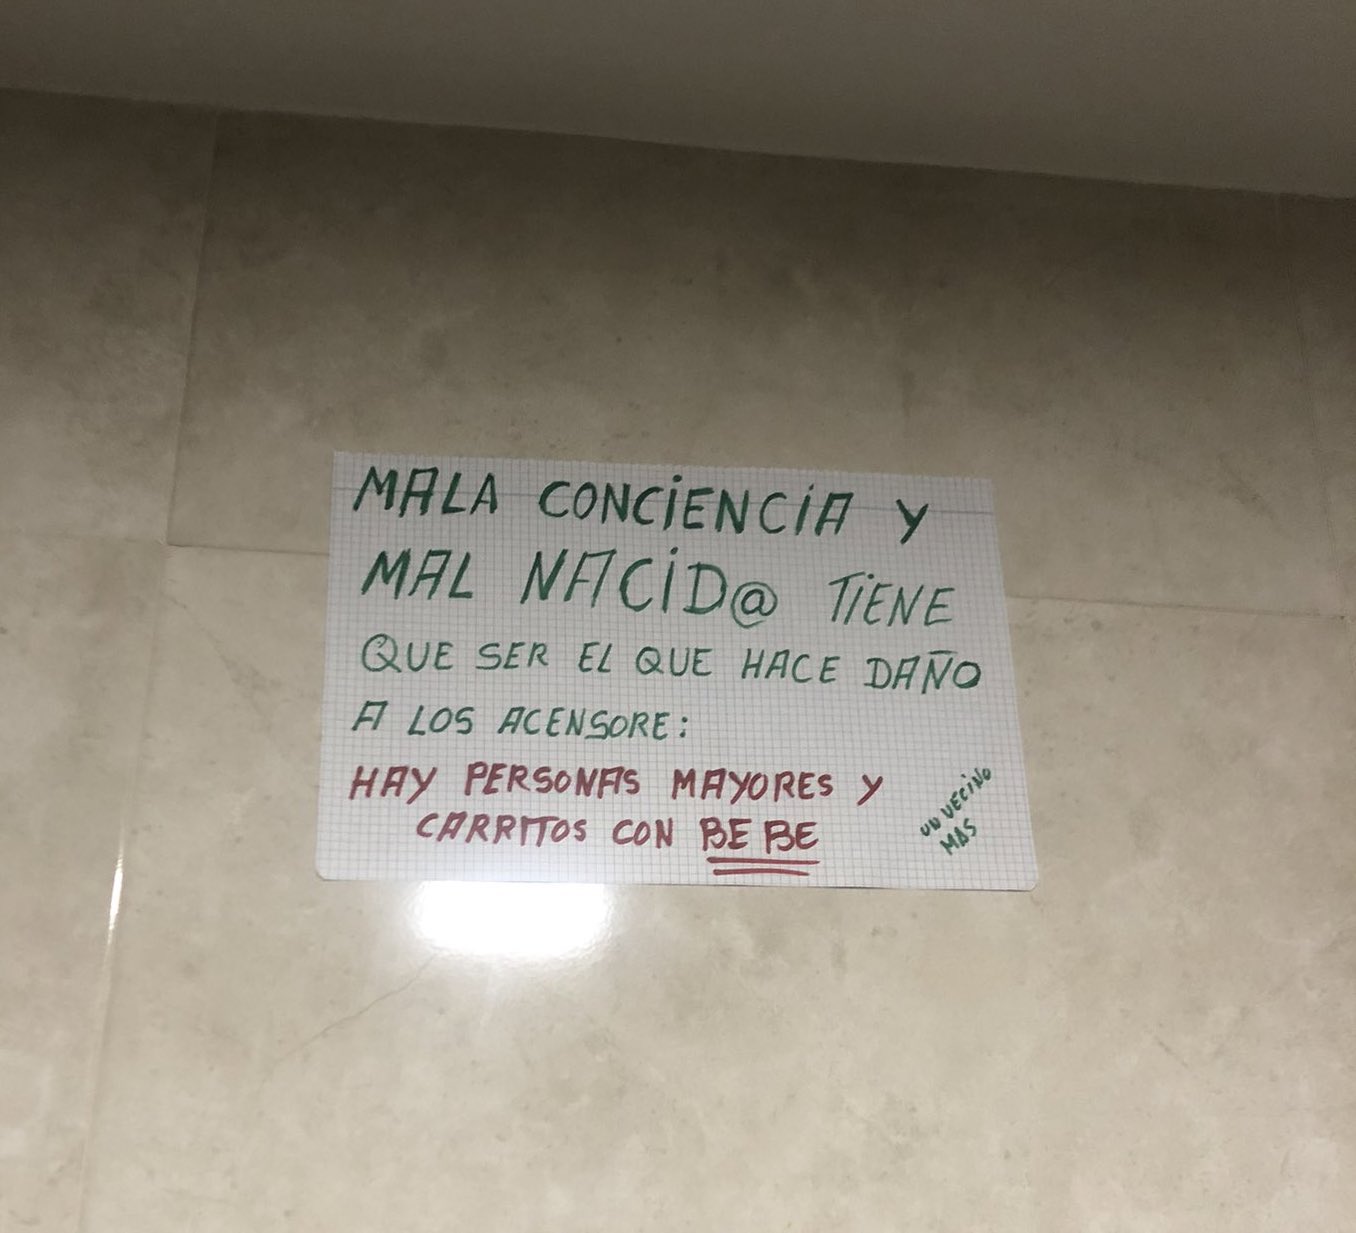 MALA CONCIENCIA Y
MAL NACID@ TIENE
QUE SER EL QUE HACE DAÑO
A LOS ACENSORE:
HAY PERSONAS MAYORES Y
CARRITOS CON BEBE
UN VECINO
MAS